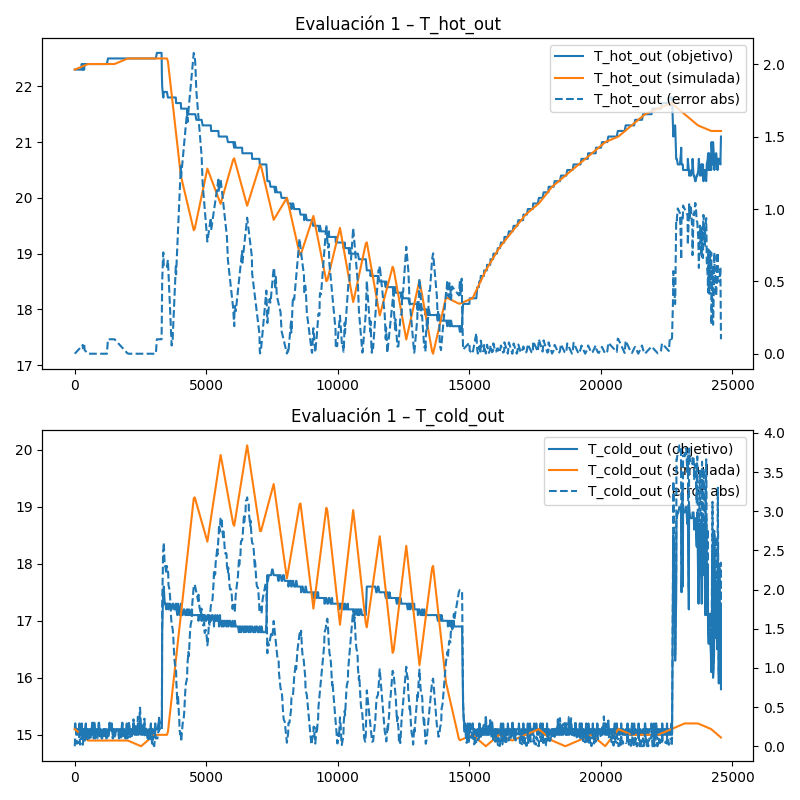 Evaluación 1 – T_hot_out
T_hot_out (objetivo)
T_hot_out (simulada)
T_hot_out (error abs)
22
21
20
19
18
17
2.0
1.5
1.0
0.5
0.0
0 5000 10000 15000 20000 25000
Evaluación 1 – T_cold_out
T_cold_out (objetivo)
T_cold_out (simulada)
T_cold_out (error abs)
20
19
18
17
16
15
4.0
3.5
3.0
2.5
2.0
1.5
1.0
0.5
0.0
0 5000 10000 15000 20000 25000